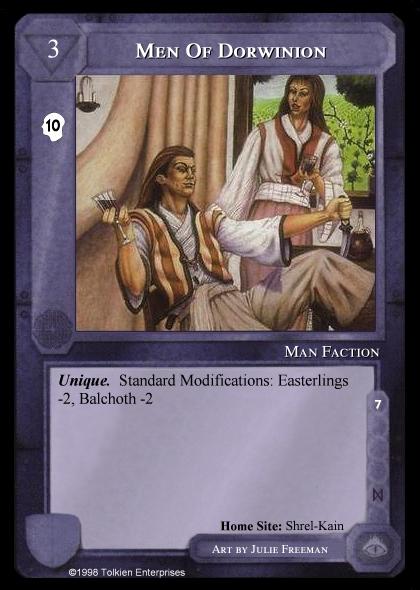 3
MEN OF DORWINION
10
MAN FACTION
Unique. Standard Modifications: Easterlings
-2, Balchoth -2
7
Home Site: Shrel-Kain
ART BY JULIE FREEMAN
©1998 Tolkien Enterprises